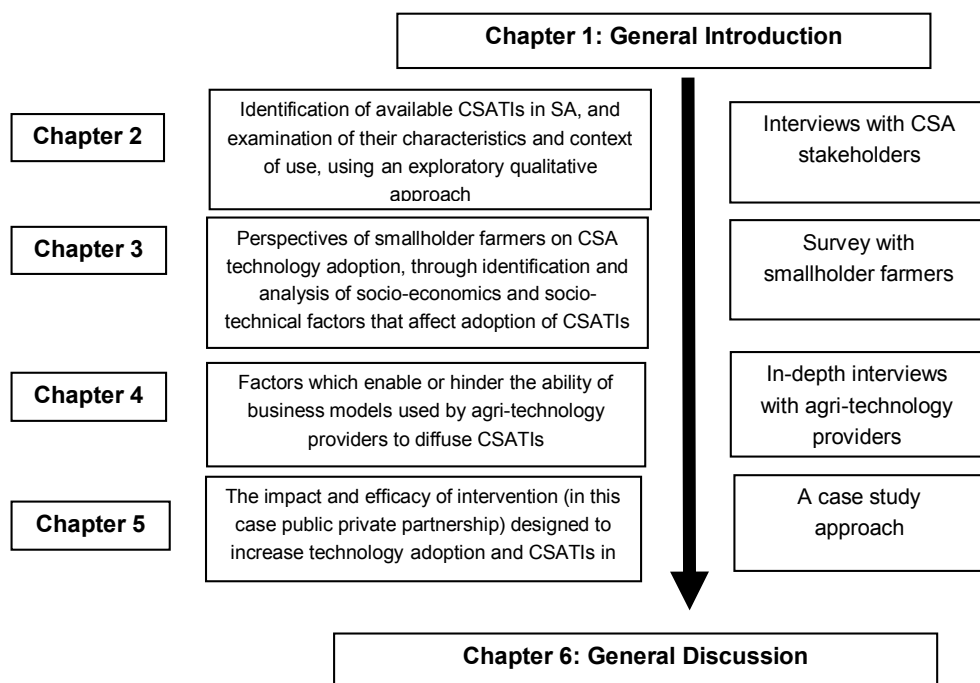 Chapter 1: General Introduction
Chapter 2
Identification of available CSATIs in SA, and
examination of their characteristics and context
of use, using an exploratory qualitative
approach
Interviews with CSA
stakeholders
Chapter 3
Perspectives of smallholder farmers on CSA
technology adoption, through identification and
analysis of socio-economics and socio-
technical factors that affect adoption of CSATIs
Survey with
smallholder farmers
Chapter 4
Factors which enable or hinder the ability of
business models used by agri-technology
providers to diffuse CSATIs
In-depth interviews
with agri-technology
providers
Chapter 5
The impact and efficacy of intervention (in this
case public private partnership) designed to
increase technology adoption and CSATIs in
A case study
approach
Chapter 6: General Discussion